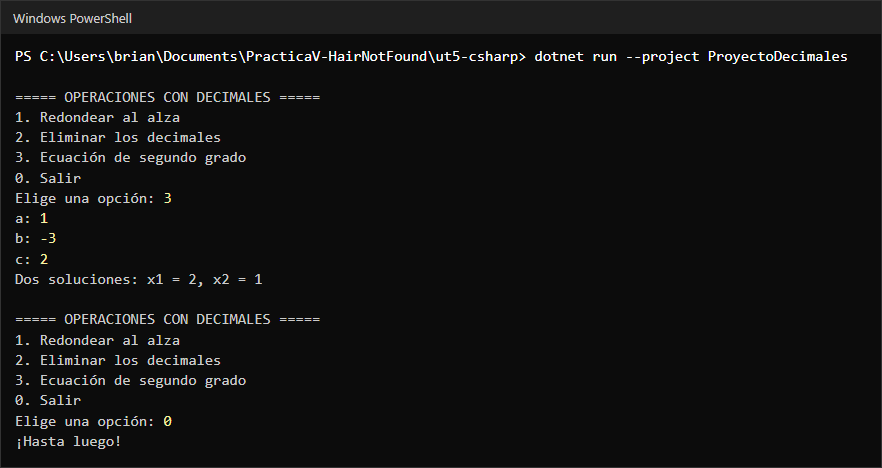 Windows PowerShell
PS C:\Users\brian\Documents\PracticaV-HairNotFound\ut5-csharp> dotnet run --project ProyectoDecimales
===== OPERACIONES CON DECIMALES =====
1. Redondear al alza
2. Eliminar los decimales
3. Ecuación de segundo grado
0. Salir
Elige una opción: 3
a: 1
b: -3
c: 2
Dos soluciones: x1 = 2, x2 = 1
===== OPERACIONES CON DECIMALES =====
1. Redondear al alza
2. Eliminar los decimales
3. Ecuación de segundo grado
0. Salir
Elige una opción: 0
¡Hasta luego!